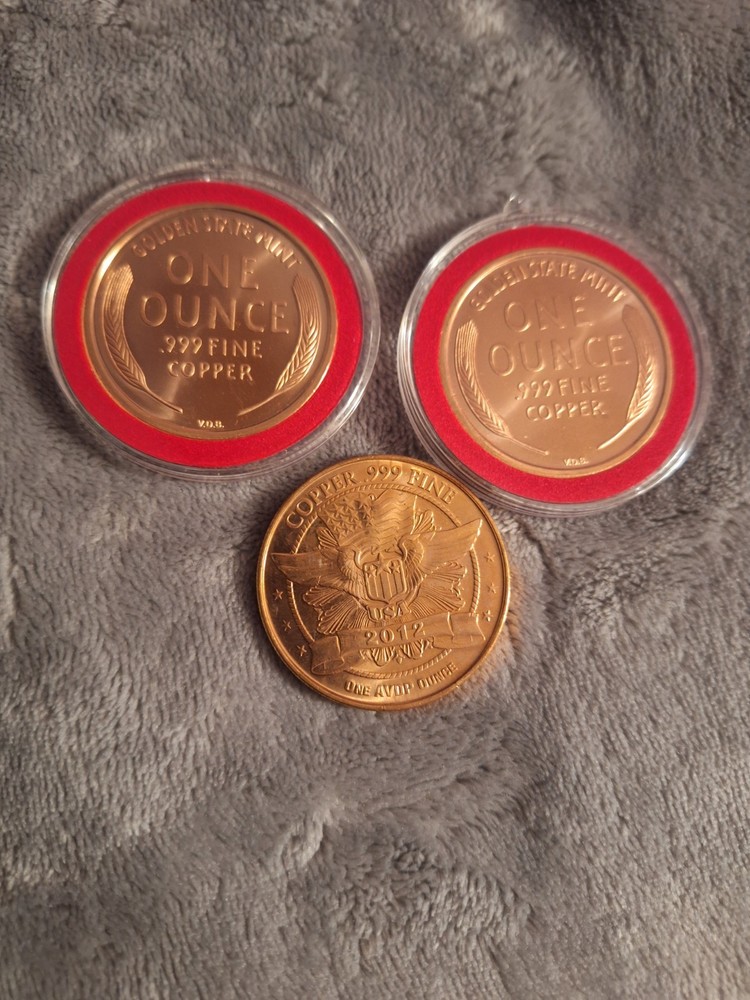 GOLDEN STATE MINT
ONE
OUNCE
.999 FINE
COPPER
V.D.B.
GOLDEN STATE MINT
ONE
OUNCE
.999 FINE
COPPER
V.D.B.
COPPER 999 FINE
USA
2012
ONE AVDP OUNCE